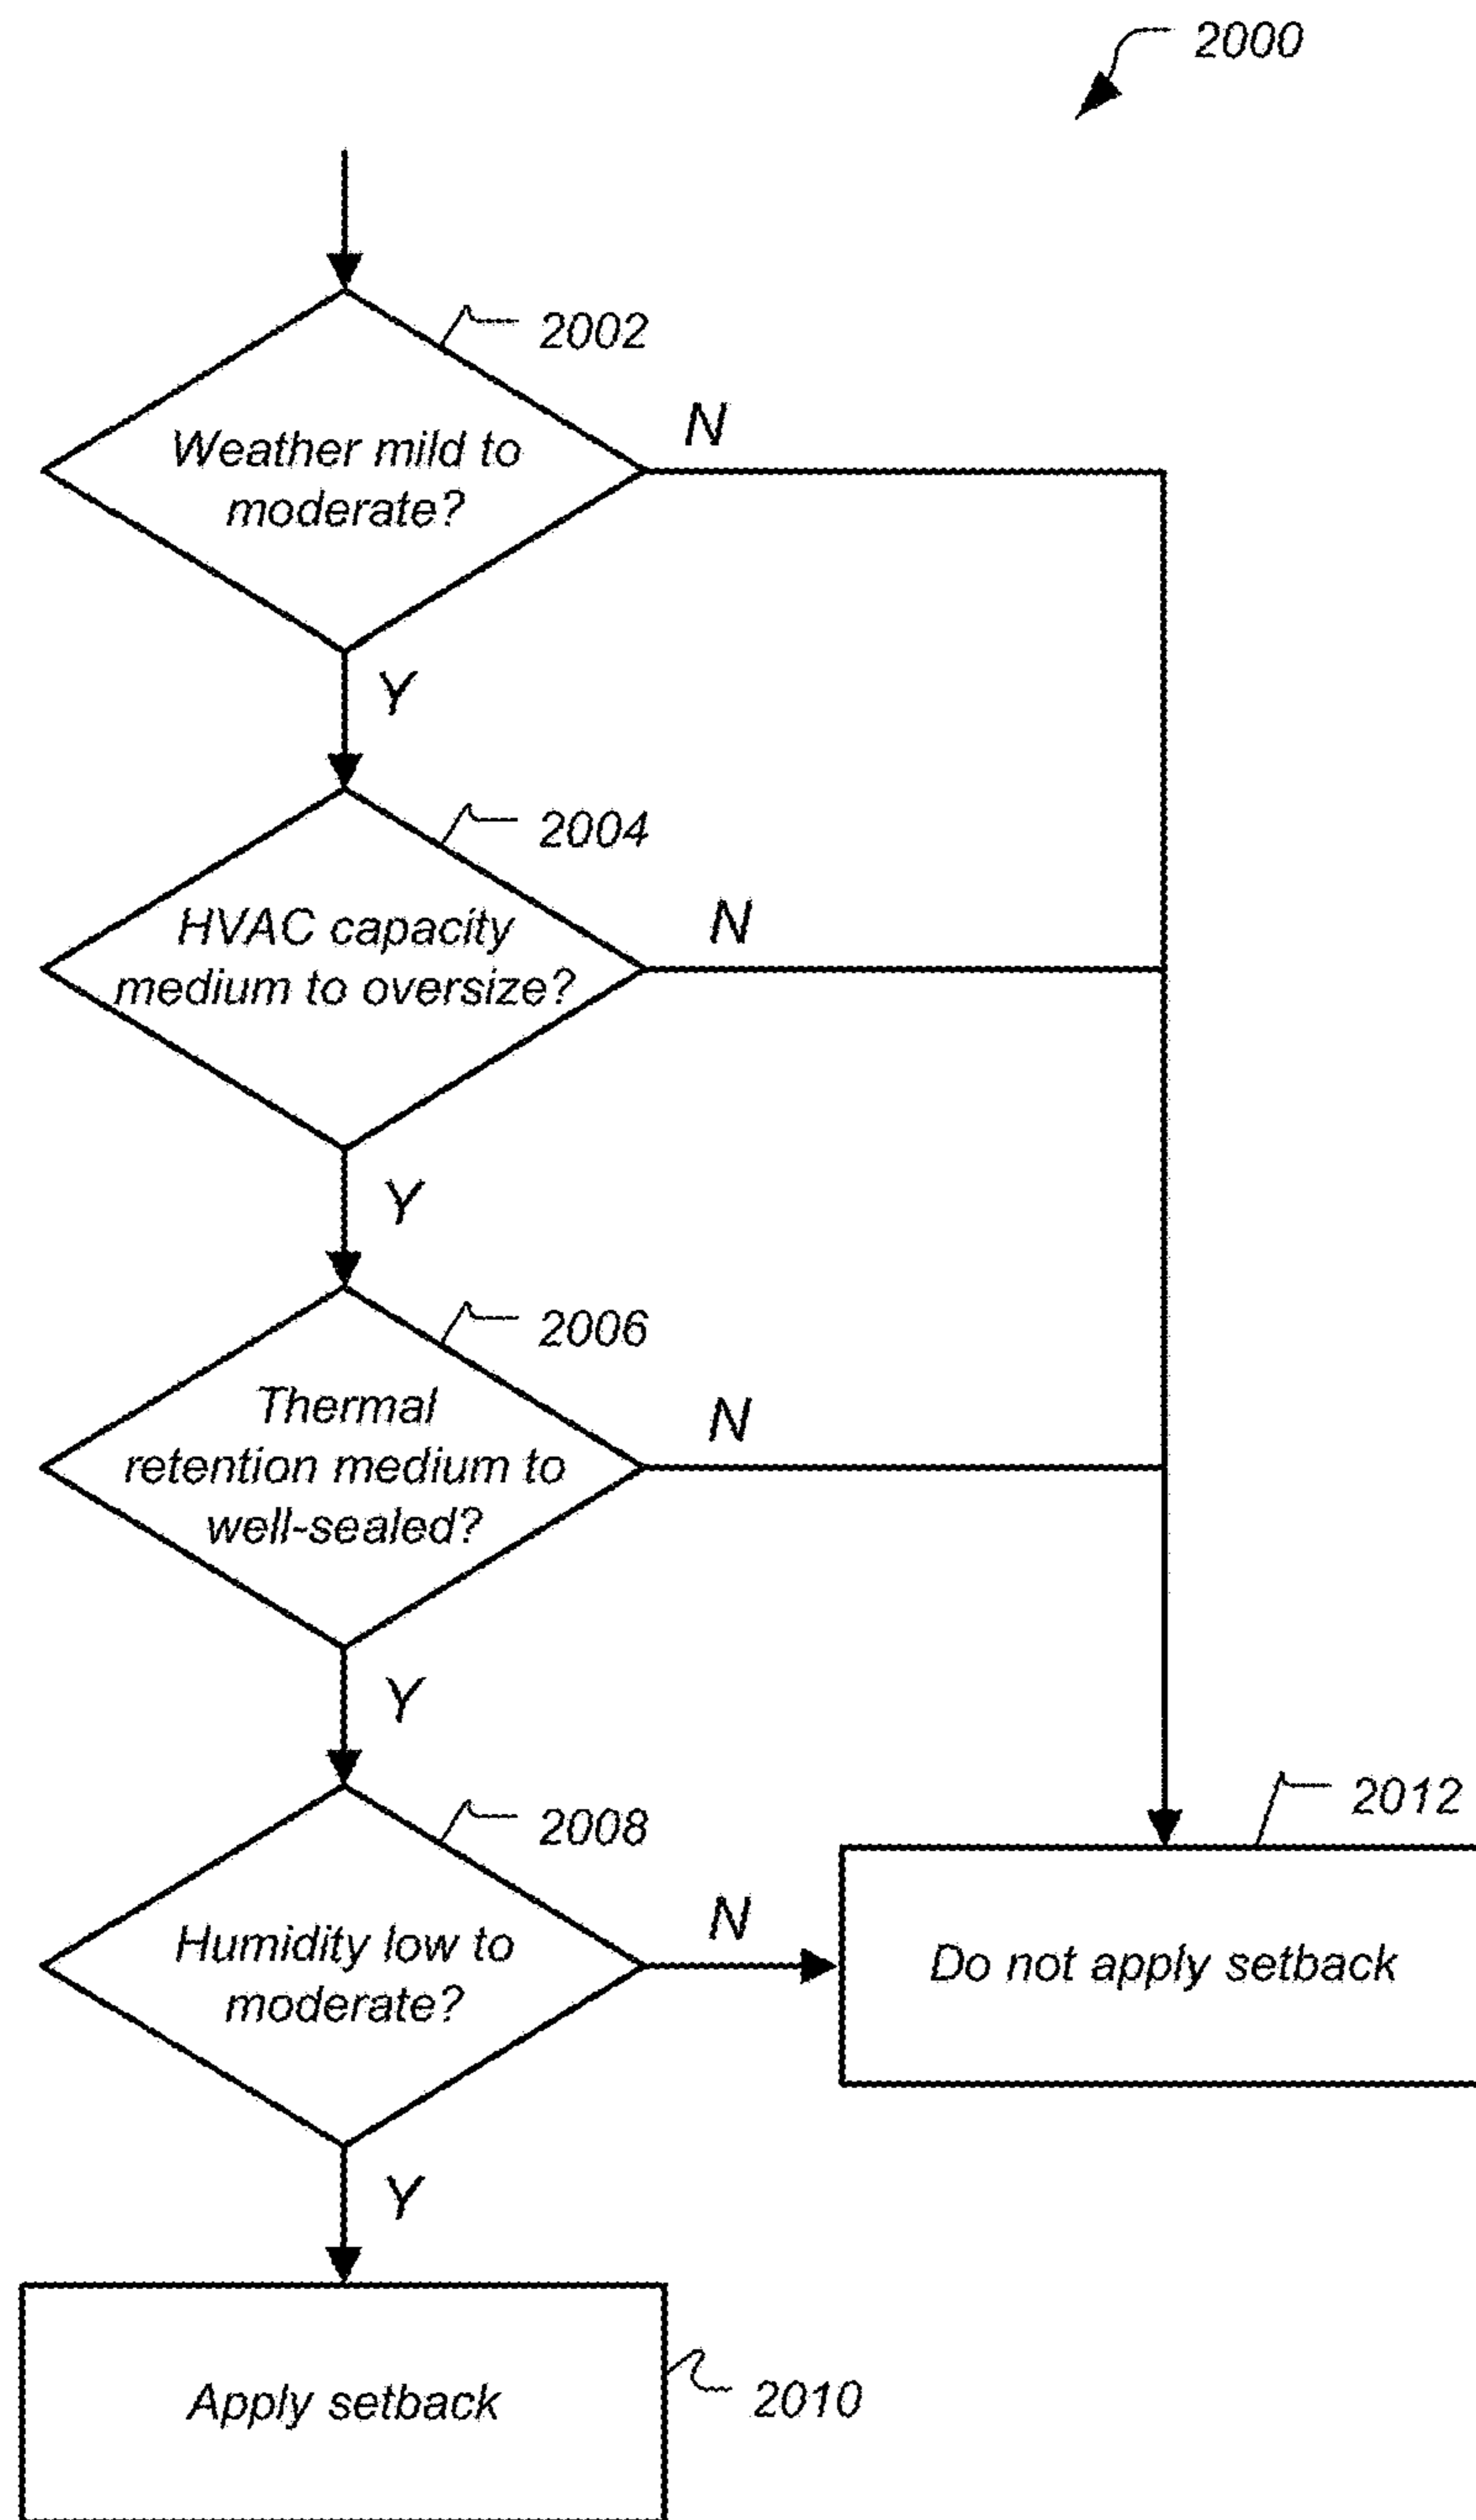 2000
2002
Weather mild to
moderate?
N
Y
2004
HVAC capacity
medium to oversize?
N
Y
2006
Thermal
retention medium to
well-sealed?
N
Y
2008
2012
Humidity low to
moderate?
N
Do not apply setback
Y
Apply setback
2010